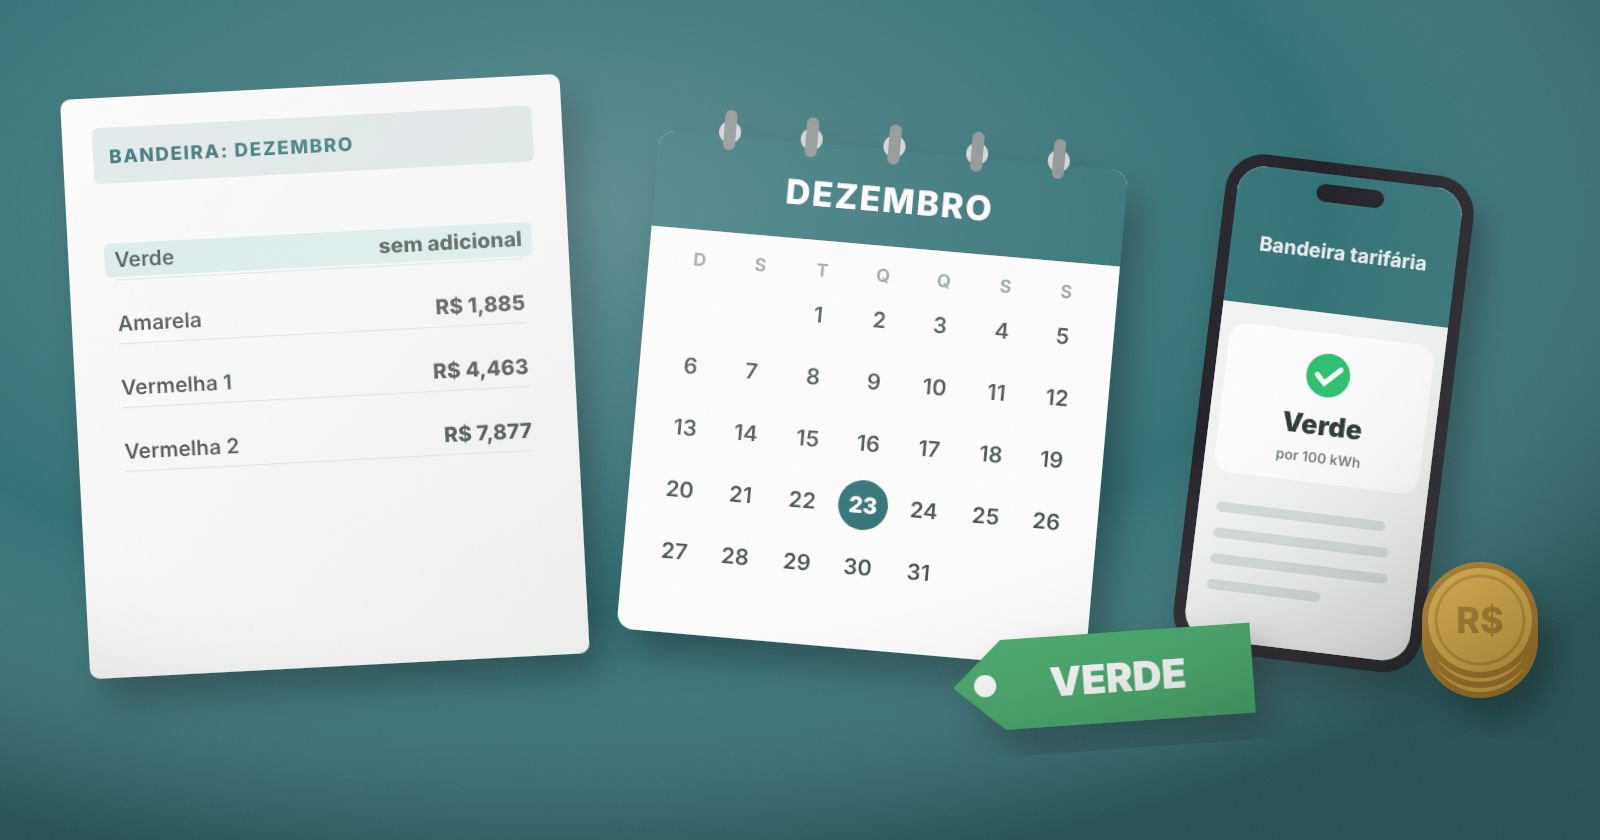 BANDEIRA: DEZEMBRO
Verde sem adicional
Amarela R$ 1,885
Vermelha 1 R$ 4,463
Vermelha 2 R$ 7,877
DEZEMBRO
D S T Q Q S S
1 2 3 4 5
6 7 8 9 10 11 12
13 14 15 16 17 18 19
20 21 22 23 24 25 26
27 28 29 30 31
Bandeira tarifária
Verde
por 100 kWh
VERDE
R$